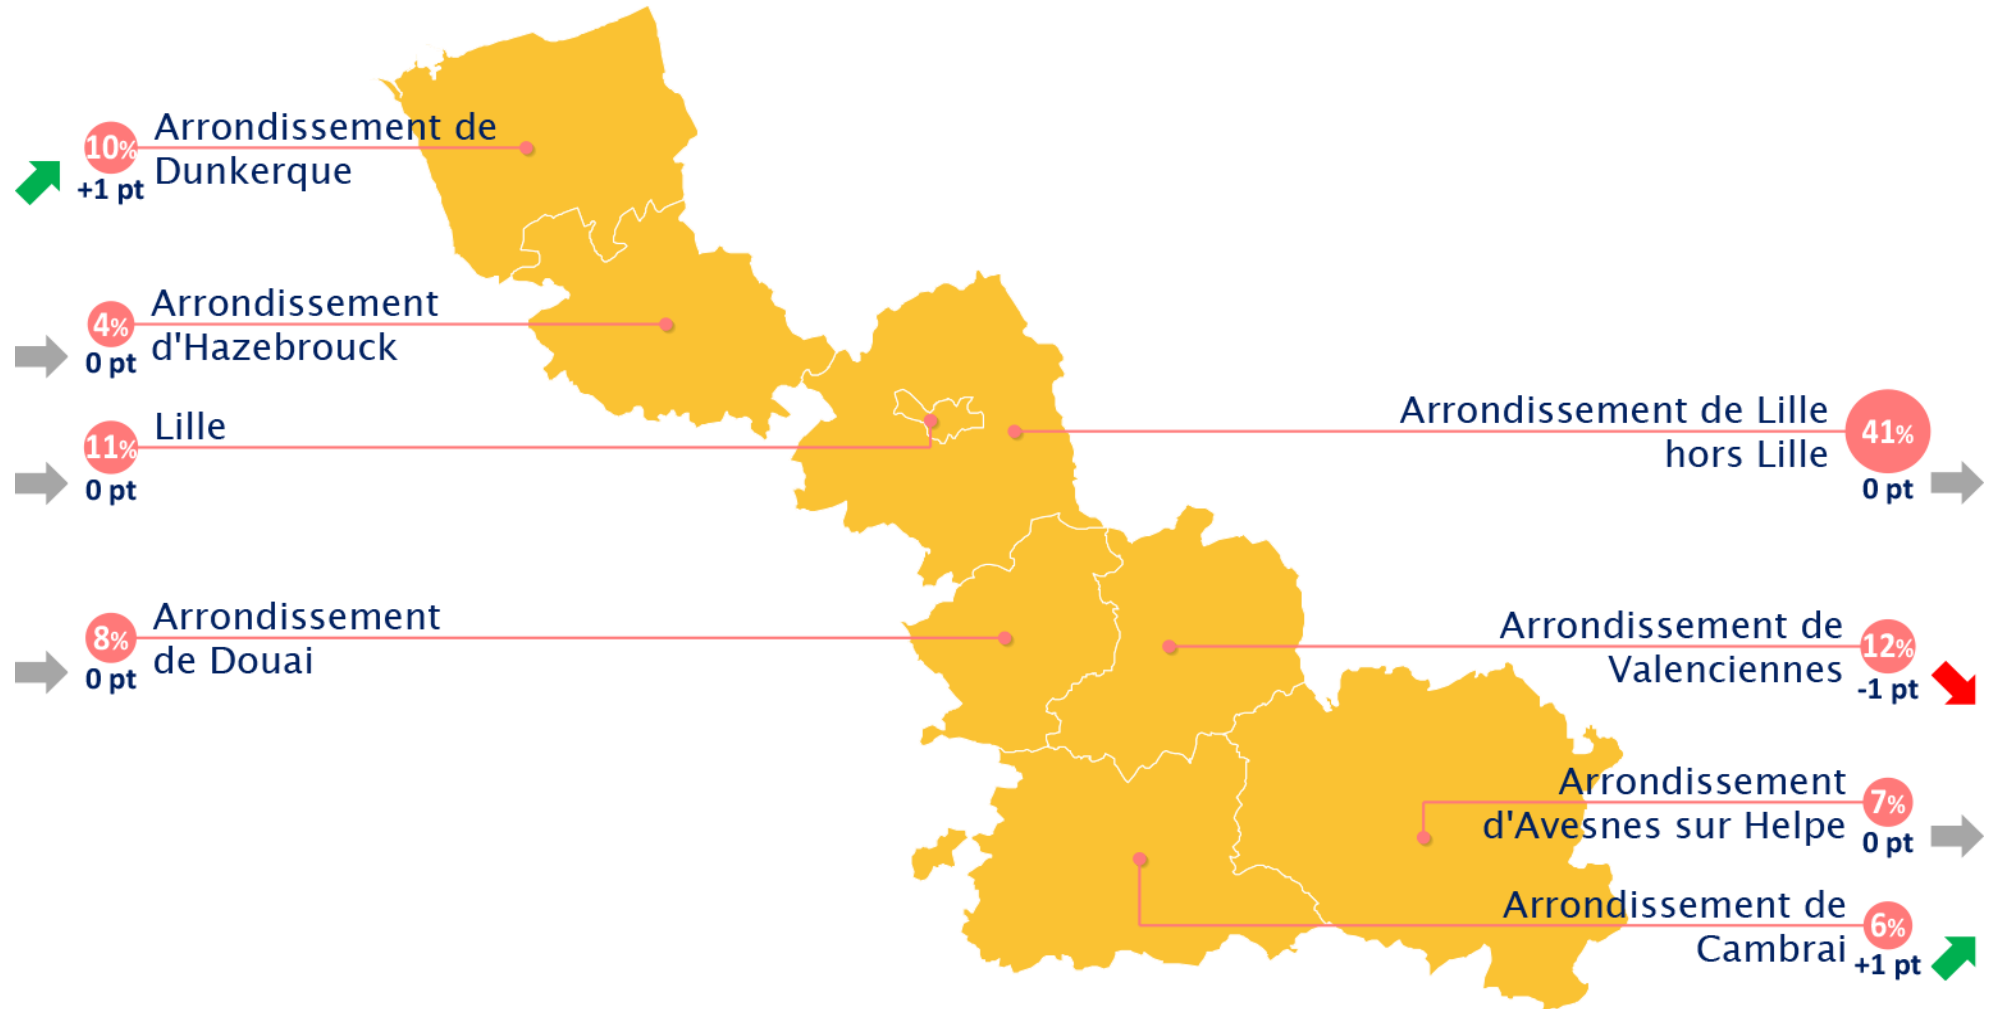 Arrondissement de
Dunkerque
10%
+1 pt
Arrondissement
d'Hazebrouck
4%
0 pt
Lille
11%
0 pt
Arrondissement
de Douai
8%
0 pt
Arrondissement de Lille
hors Lille
41%
0 pt
Arrondissement de
Valenciennes
12%
-1 pt
Arrondissement
d'Avesnes sur Helpe
7%
0 pt
Arrondissement de
Cambrai
6%
+1 pt